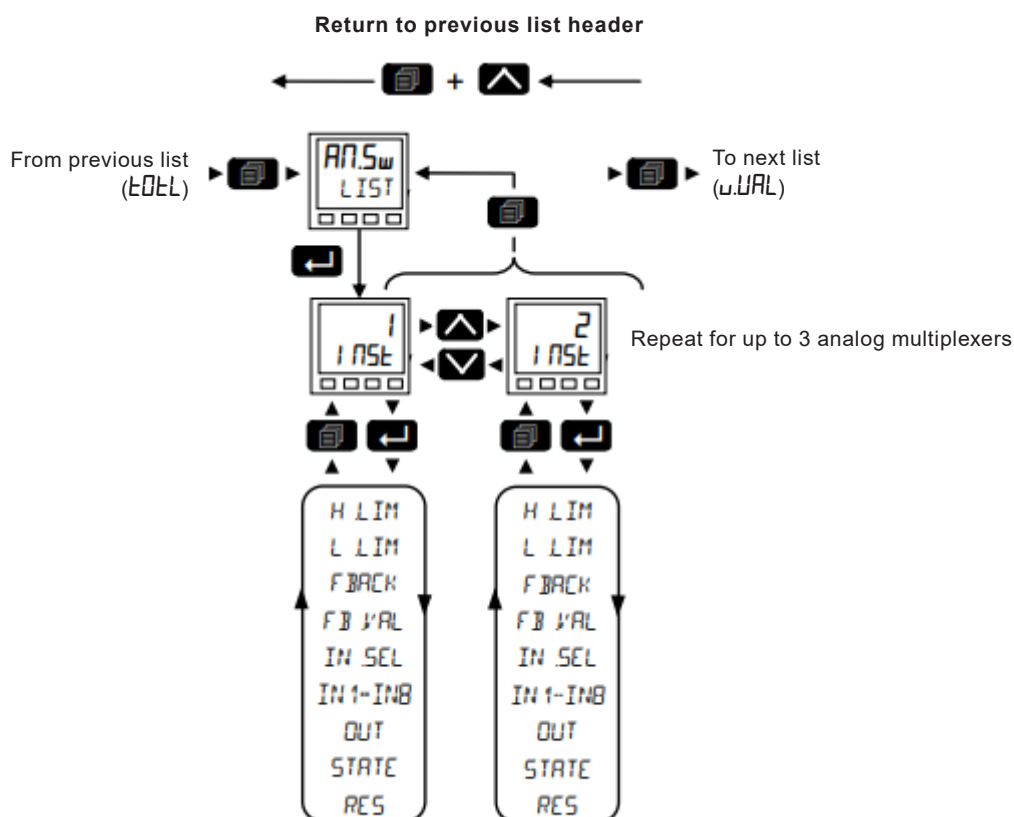 Return to previous list header
+
From previous list
(tOtL)
AN.Sw
LIST
To next list
(u.VAL)
1
INSt
2
INSt
Repeat for up to 3 analog multiplexers
H LIM
L LIM
F BACK
FB VAL
IN SEL
IN1-IN8
OUT
STATE
RES
H LIM
L LIM
F BACK
FB VAL
IN SEL
IN1-IN8
OUT
STATE
RES